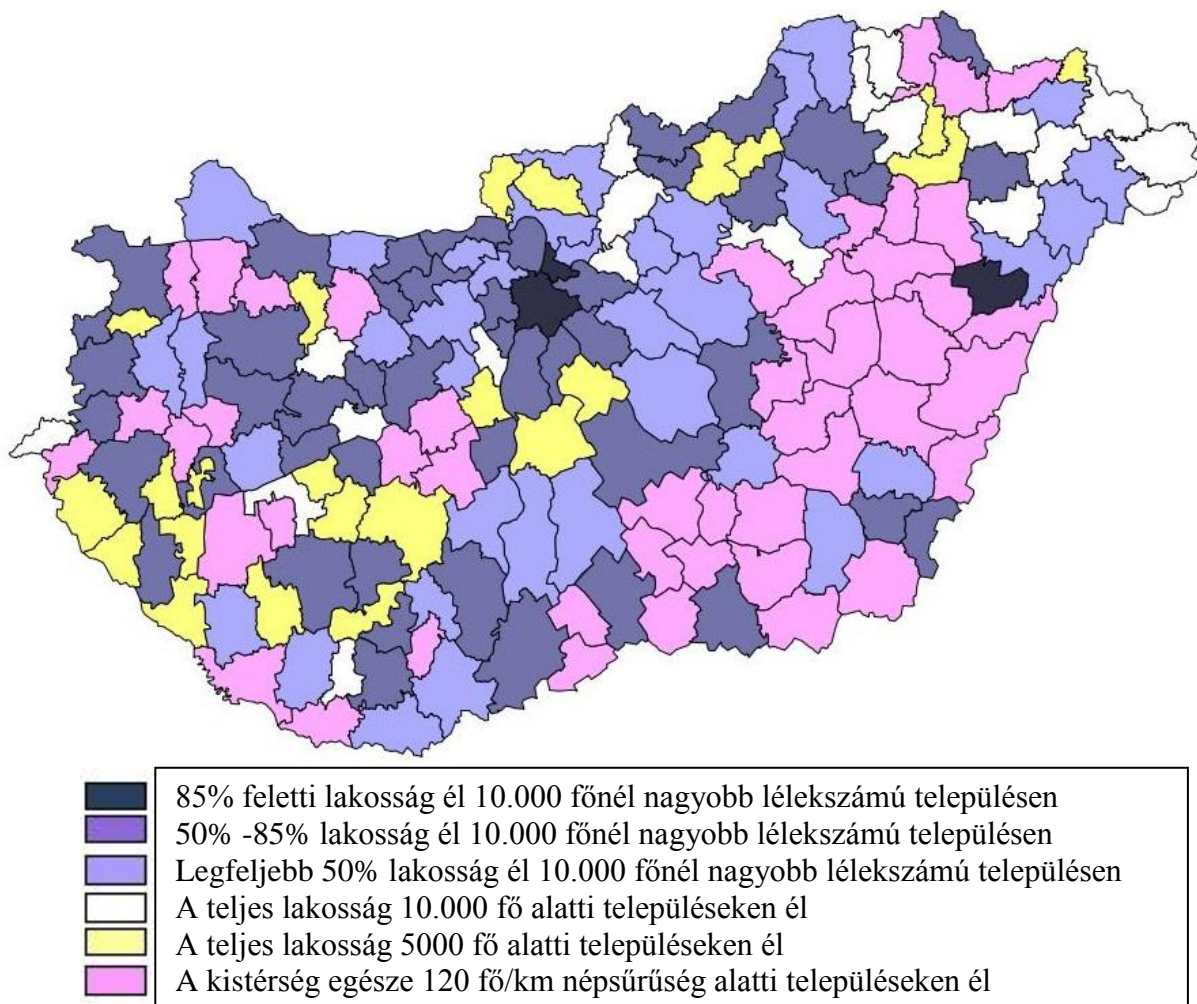 85% feletti lakosság él 10.000 főnél nagyobb lélekszámú településen
50% -85% lakosság él 10.000 főnél nagyobb lélekszámú településen
Legfeljebb 50% lakosság él 10.000 főnél nagyobb lélekszámú településen
A teljes lakosság 10.000 fő alatti településeken él
A teljes lakosság 5000 fő alatti településeken él
A kistérség egésze 120 fő/km népsűrűség alatti településeken él